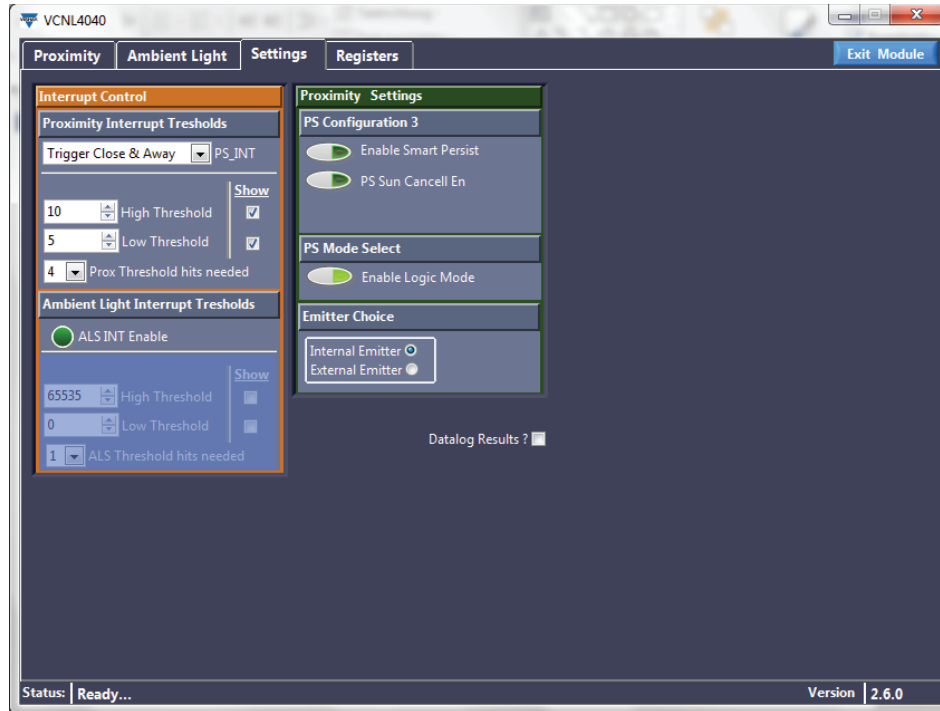 VCNL4040
Proximity
Ambient Light
Settings
Registers
Exit Module
Interrupt Control
Proximity Interrupt Tresholds
Trigger Close & Away
PS_INT
Show
10
High Threshold
5
Low Threshold
4
Prox Threshold hits needed
Ambient Light Interrupt Tresholds
ALS INT Enable
Show
65535
High Threshold
0
Low Threshold
1
ALS Threshold hits needed
Proximity Settings
PS Configuration 3
Enable Smart Persist
PS Sun Cancell En
PS Mode Select
Enable Logic Mode
Emitter Choice
Internal Emitter
External Emitter
Datalog Results ?
Status: Ready...
Version 2.6.0